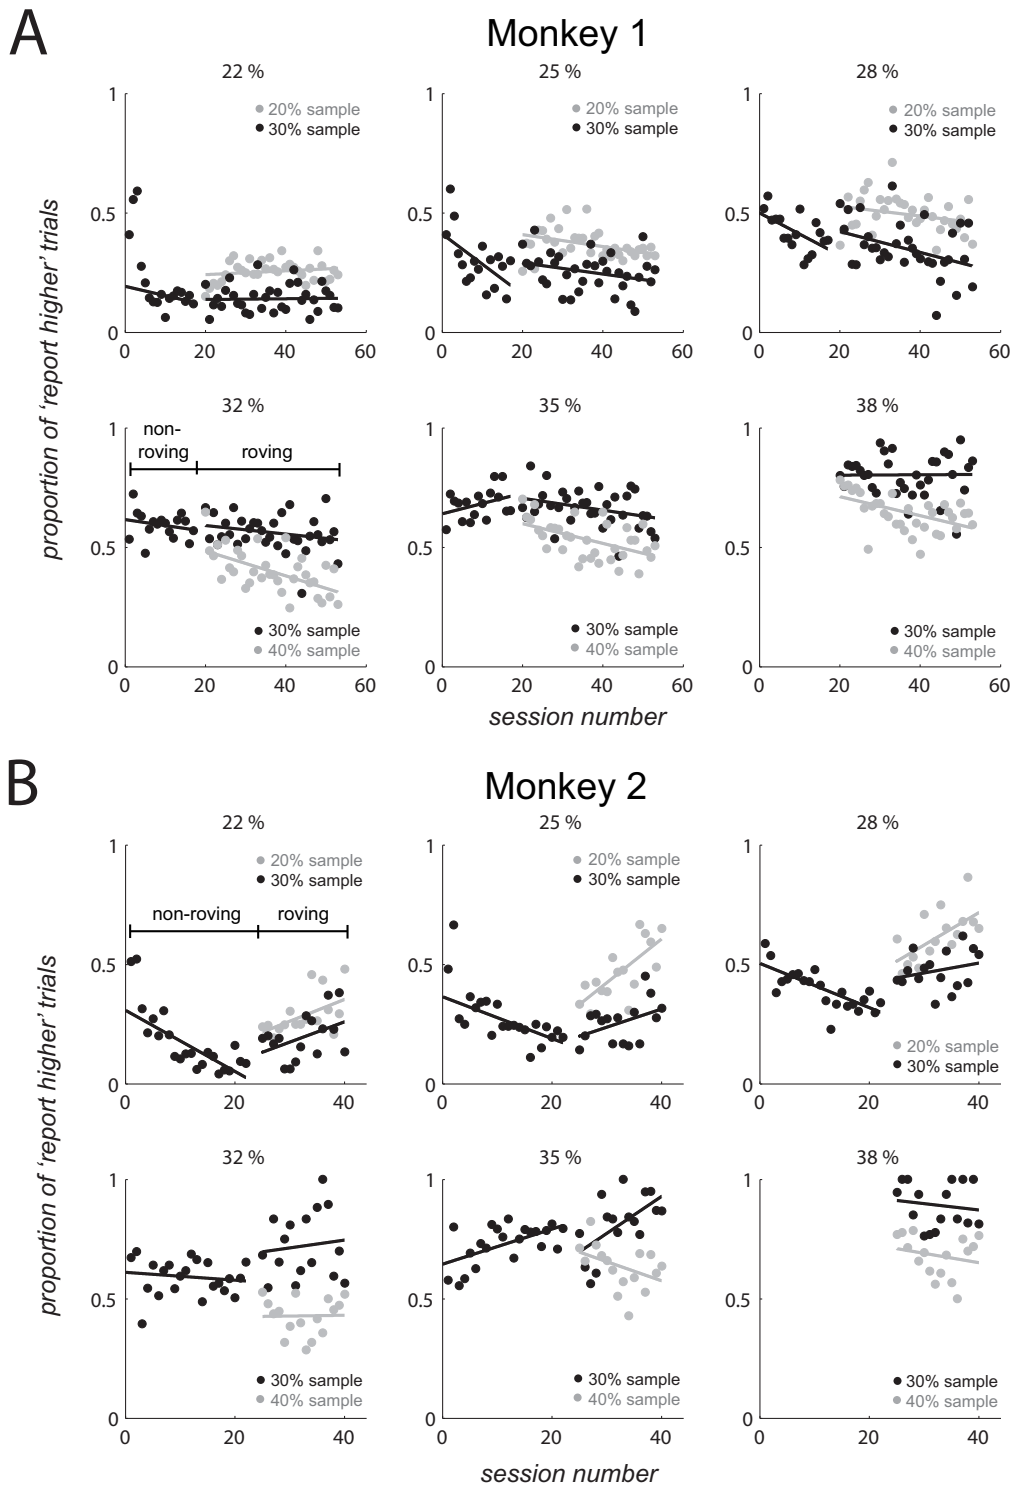 A
Monkey 1
22 %
25 %
28 %
20% sample
30% sample
20% sample
30% sample
20% sample
30% sample
1
0.5
0
0
20
40
60
1
0.5
0
0
20
40
60
1
0.5
0
0
20
40
60
proportion of 'report higher' trials
32 %
35 %
38 %
non-
roving
roving
1
0.5
0
0
20
40
60
30% sample
40% sample
1
0.5
0
0
20
40
60
30% sample
40% sample
1
0.5
0
0
20
40
60
30% sample
40% sample
session number
B
Monkey 2
22 %
25 %
28 %
20% sample
30% sample
non-roving
roving
1
0.5
0
0
20
40
20% sample
30% sample
1
0.5
0
0
20
40
20% sample
30% sample
1
0.5
0
0
20
40
proportion of 'report higher' trials
32 %
35 %
38 %
1
0.5
0
0
20
40
30% sample
40% sample
1
0.5
0
0
20
40
30% sample
40% sample
1
0.5
0
0
20
40
30% sample
40% sample
session number